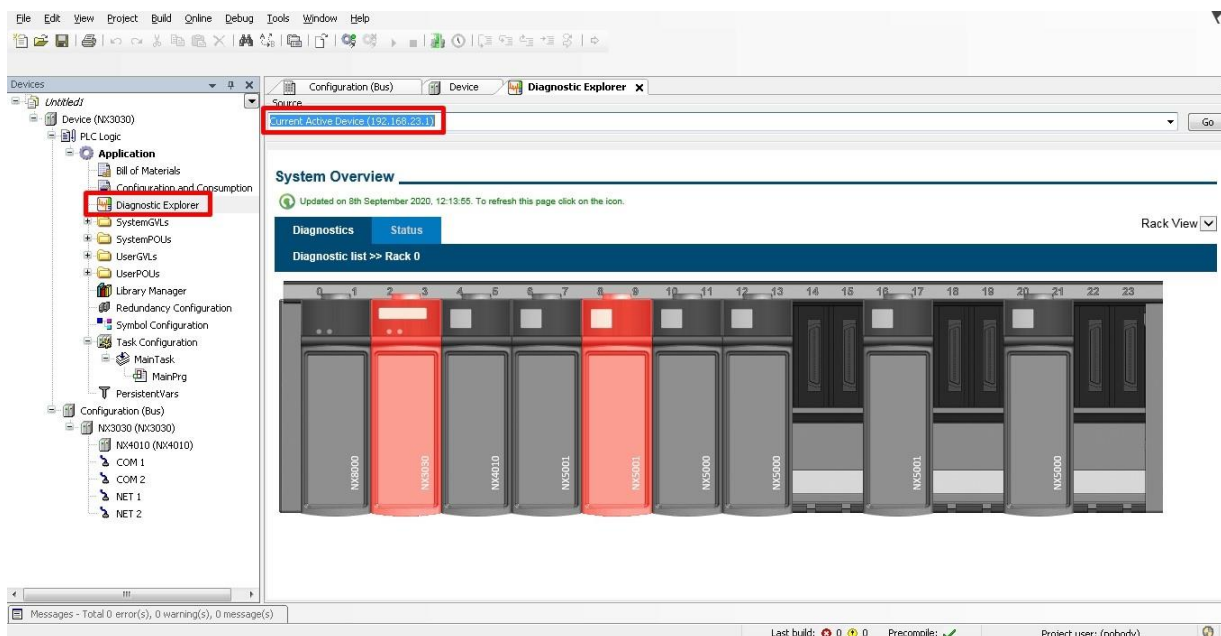 File Edit View Project Build Online Debug Tools Window Help
Devices
Untitled1
Device (NX3030)
PLC Logic
Application
Bill of Materials
Configuration and Consumption
Diagnostic Explorer
SystemGVLs
SystemPOUs
UserGVLs
UserPOUs
Library Manager
Redundancy Configuration
Symbol Configuration
Task Configuration
MainTask
MainPrg
PersistentVars
Configuration (Bus)
NX3030 (NX3030)
NX4010 (NX4010)
COM 1
COM 2
NET 1
NET 2
Configuration (Bus) Device Diagnostic Explorer
Source
Current Active Device (192.168.23.1) Go
System Overview
Updated on 8th September 2020, 12:13:55. To refresh this page click on the icon.
Diagnostics Status Rack View
Diagnostic list >> Rack 0
0 1 2 3 4 5 6 7 8 9 10 11 12 13 14 15 16 17 18 19 20 21 22 23
NX8000 NX3030 NX4010 NX5001 NX5001 NX5000 NX5000 NX5001 NX5000
Messages - Total 0 error(s), 0 warning(s), 0 message(s)
Last build: 0 0 Precompile: Project user: (nobody)